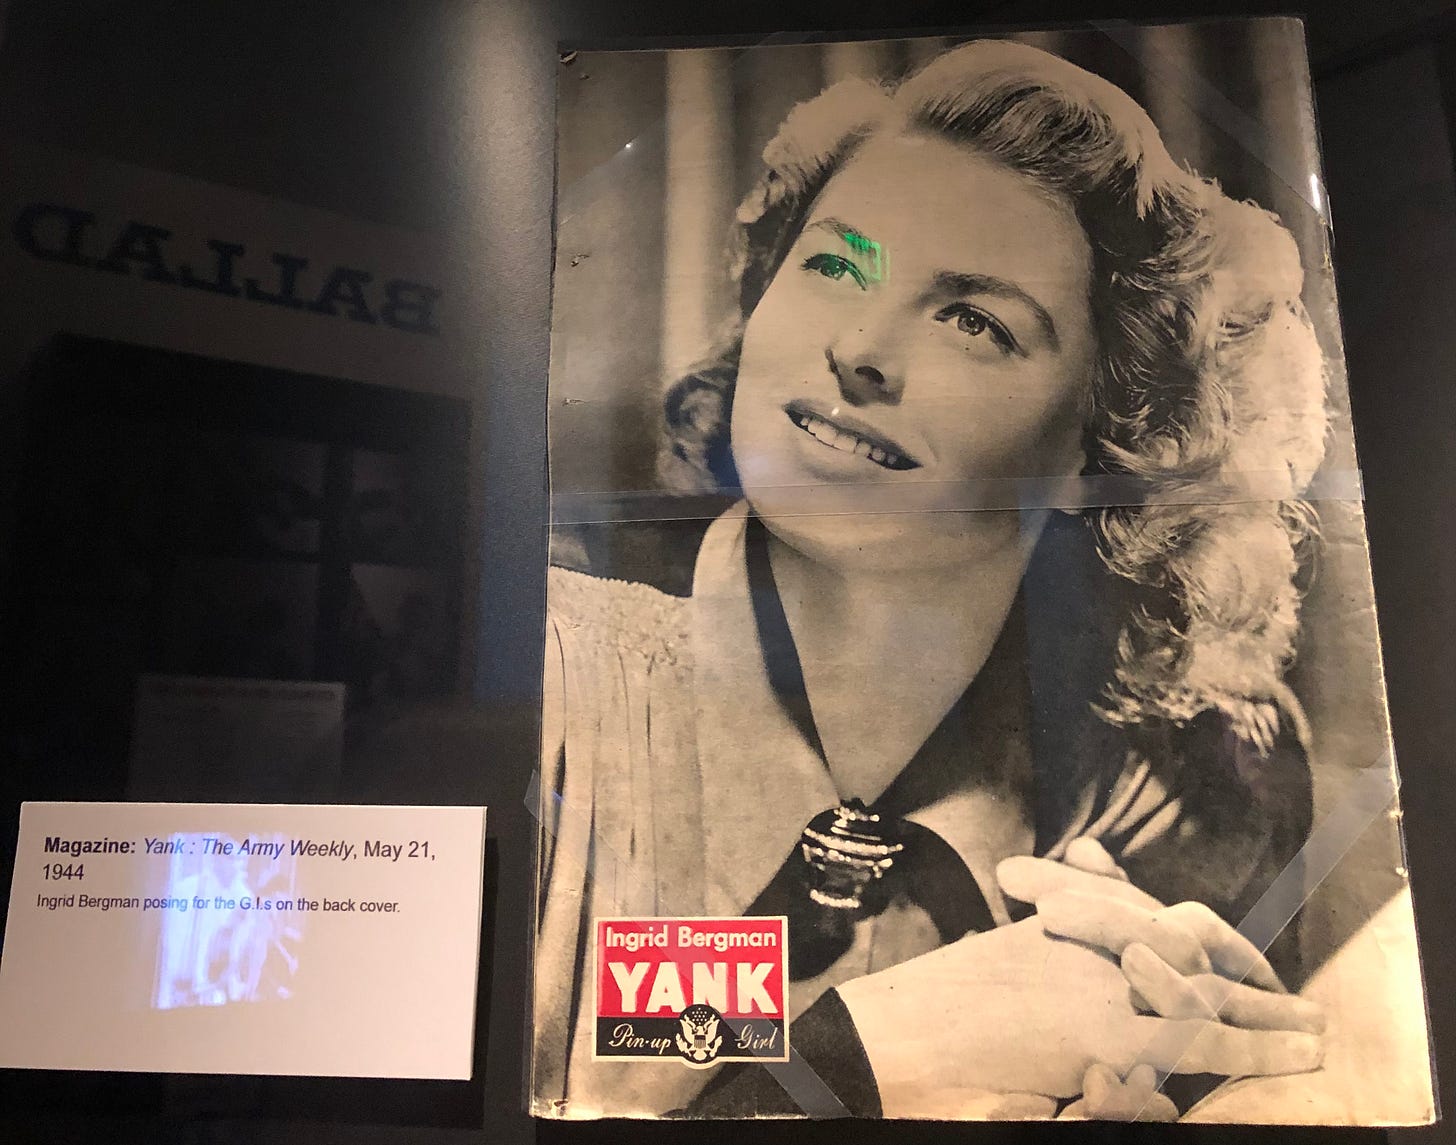 BALLAD
Magazine: Yank : The Army Weekly, May 21,
1944
Ingrid Bergman posing for the G.I.s on the back cover.
Ingrid Bergman
YANK
Pin-up Girl